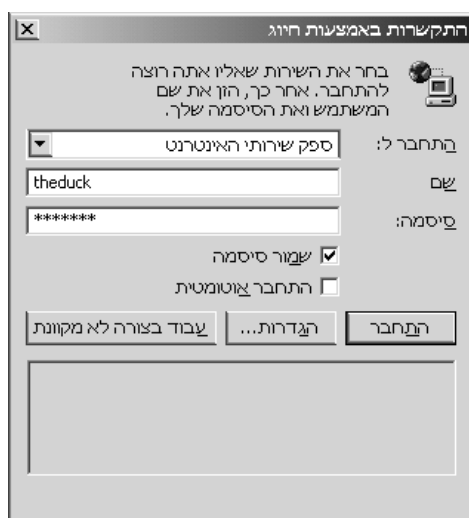 התקשרות באמצעות חיוג
בחר את השירות שאליו אתה רוצה
להתחבר. אחר כך, הזן את שם
המשתמש ואת הסיסמה שלך.
התחבר ל:
ספק שירותי האינטרנט
שם
theduck
סיסמה:
*******
שמור סיסמה
התחבר אוטומטית
התחבר
הגדרות...
עבוד בצורה לא מקוונת